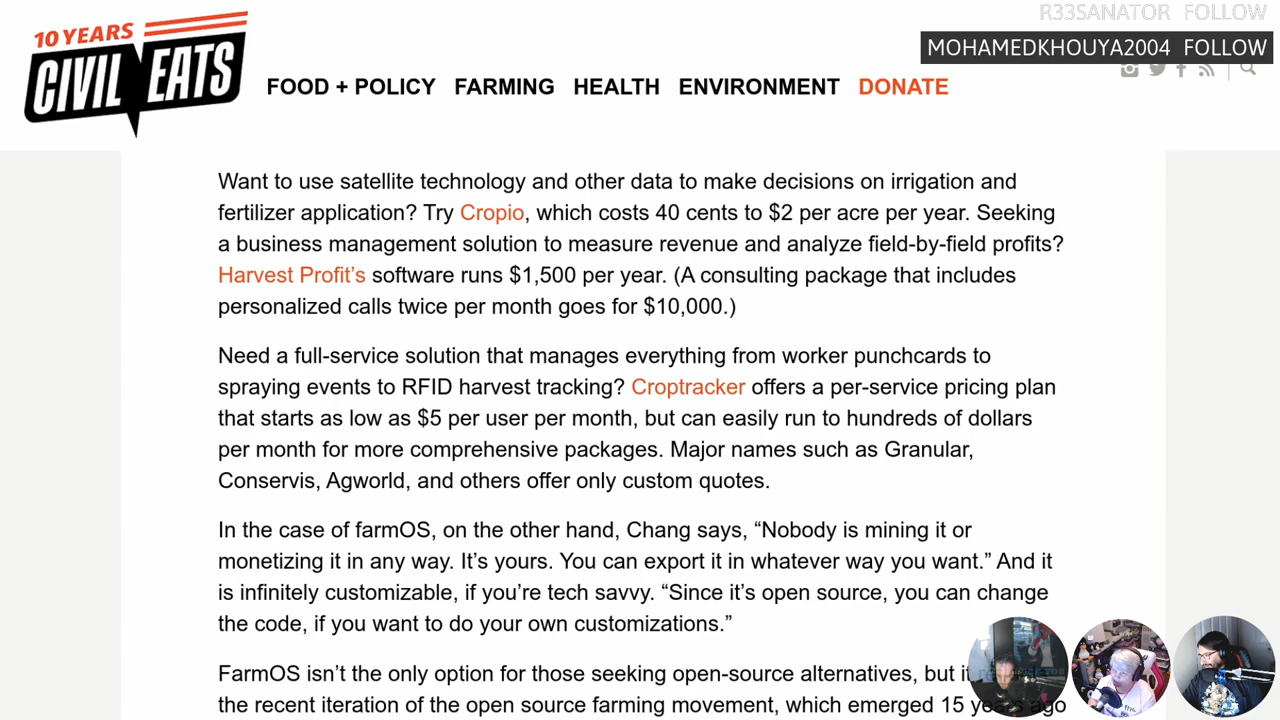 R33SANATOR FOLLOW
MOHAMEDKHOUYA2004 FOLLOW
10 YEARS
CIVIL EATS
FOOD + POLICY FARMING HEALTH ENVIRONMENT DONATE
Want to use satellite technology and other data to make decisions on irrigation and
fertilizer application? Try Cropio, which costs 40 cents to $2 per acre per year. Seeking
a business management solution to measure revenue and analyze field-by-field profits?
Harvest Profit’s software runs $1,500 per year. (A consulting package that includes
personalized calls twice per month goes for $10,000.)
Need a full-service solution that manages everything from worker punchcards to
spraying events to RFID harvest tracking? Croptracker offers a per-service pricing plan
that starts as low as $5 per user per month, but can easily run to hundreds of dollars
per month for more comprehensive packages. Major names such as Granular,
Conservis, Agworld, and others offer only custom quotes.
In the case of farmOS, on the other hand, Chang says, “Nobody is mining it or
monetizing it in any way. It’s yours. You can export it in whatever way you want.” And it
is infinitely customizable, if you’re tech savvy. “Since it’s open source, you can change
the code, if you want to do your own customizations.”
FarmOS isn’t the only option for those seeking open-source alternatives, but
the recent iteration of the open source farming movement, which emerged 15 years ago